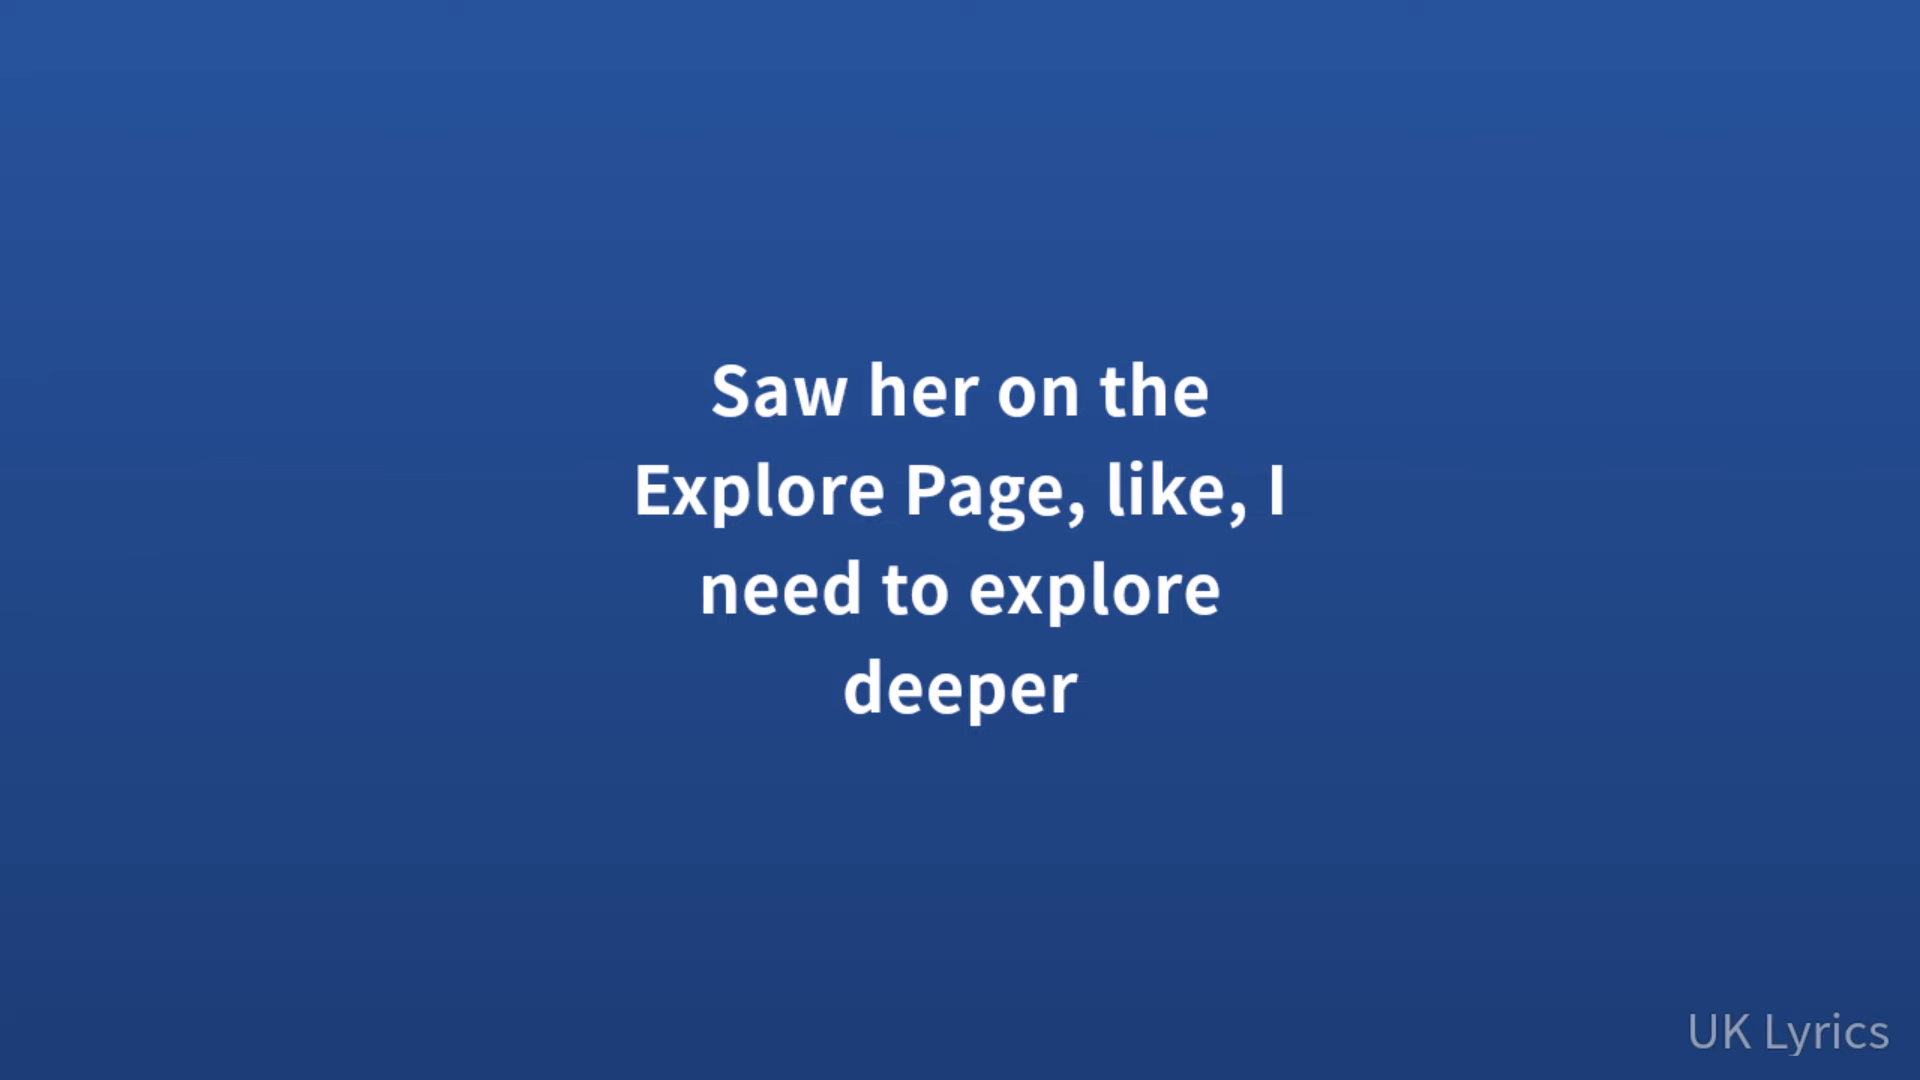 Saw her on the
Explore Page, like, I
need to explore
deeper
UK Lyrics